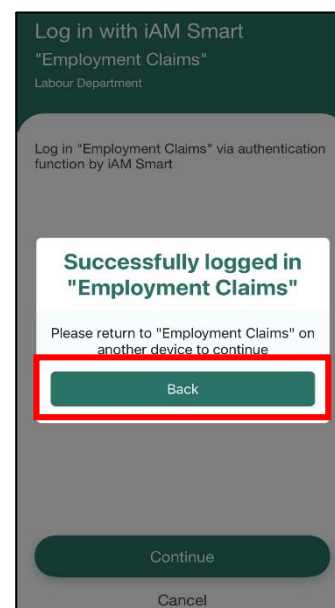 Log in with iAM Smart
"Employment Claims"
Labour Department
Log in "Employment Claims" via authentication
function by iAM Smart
Successfully logged in
"Employment Claims"
Please return to "Employment Claims" on
another device to continue
Back
Continue
Cancel